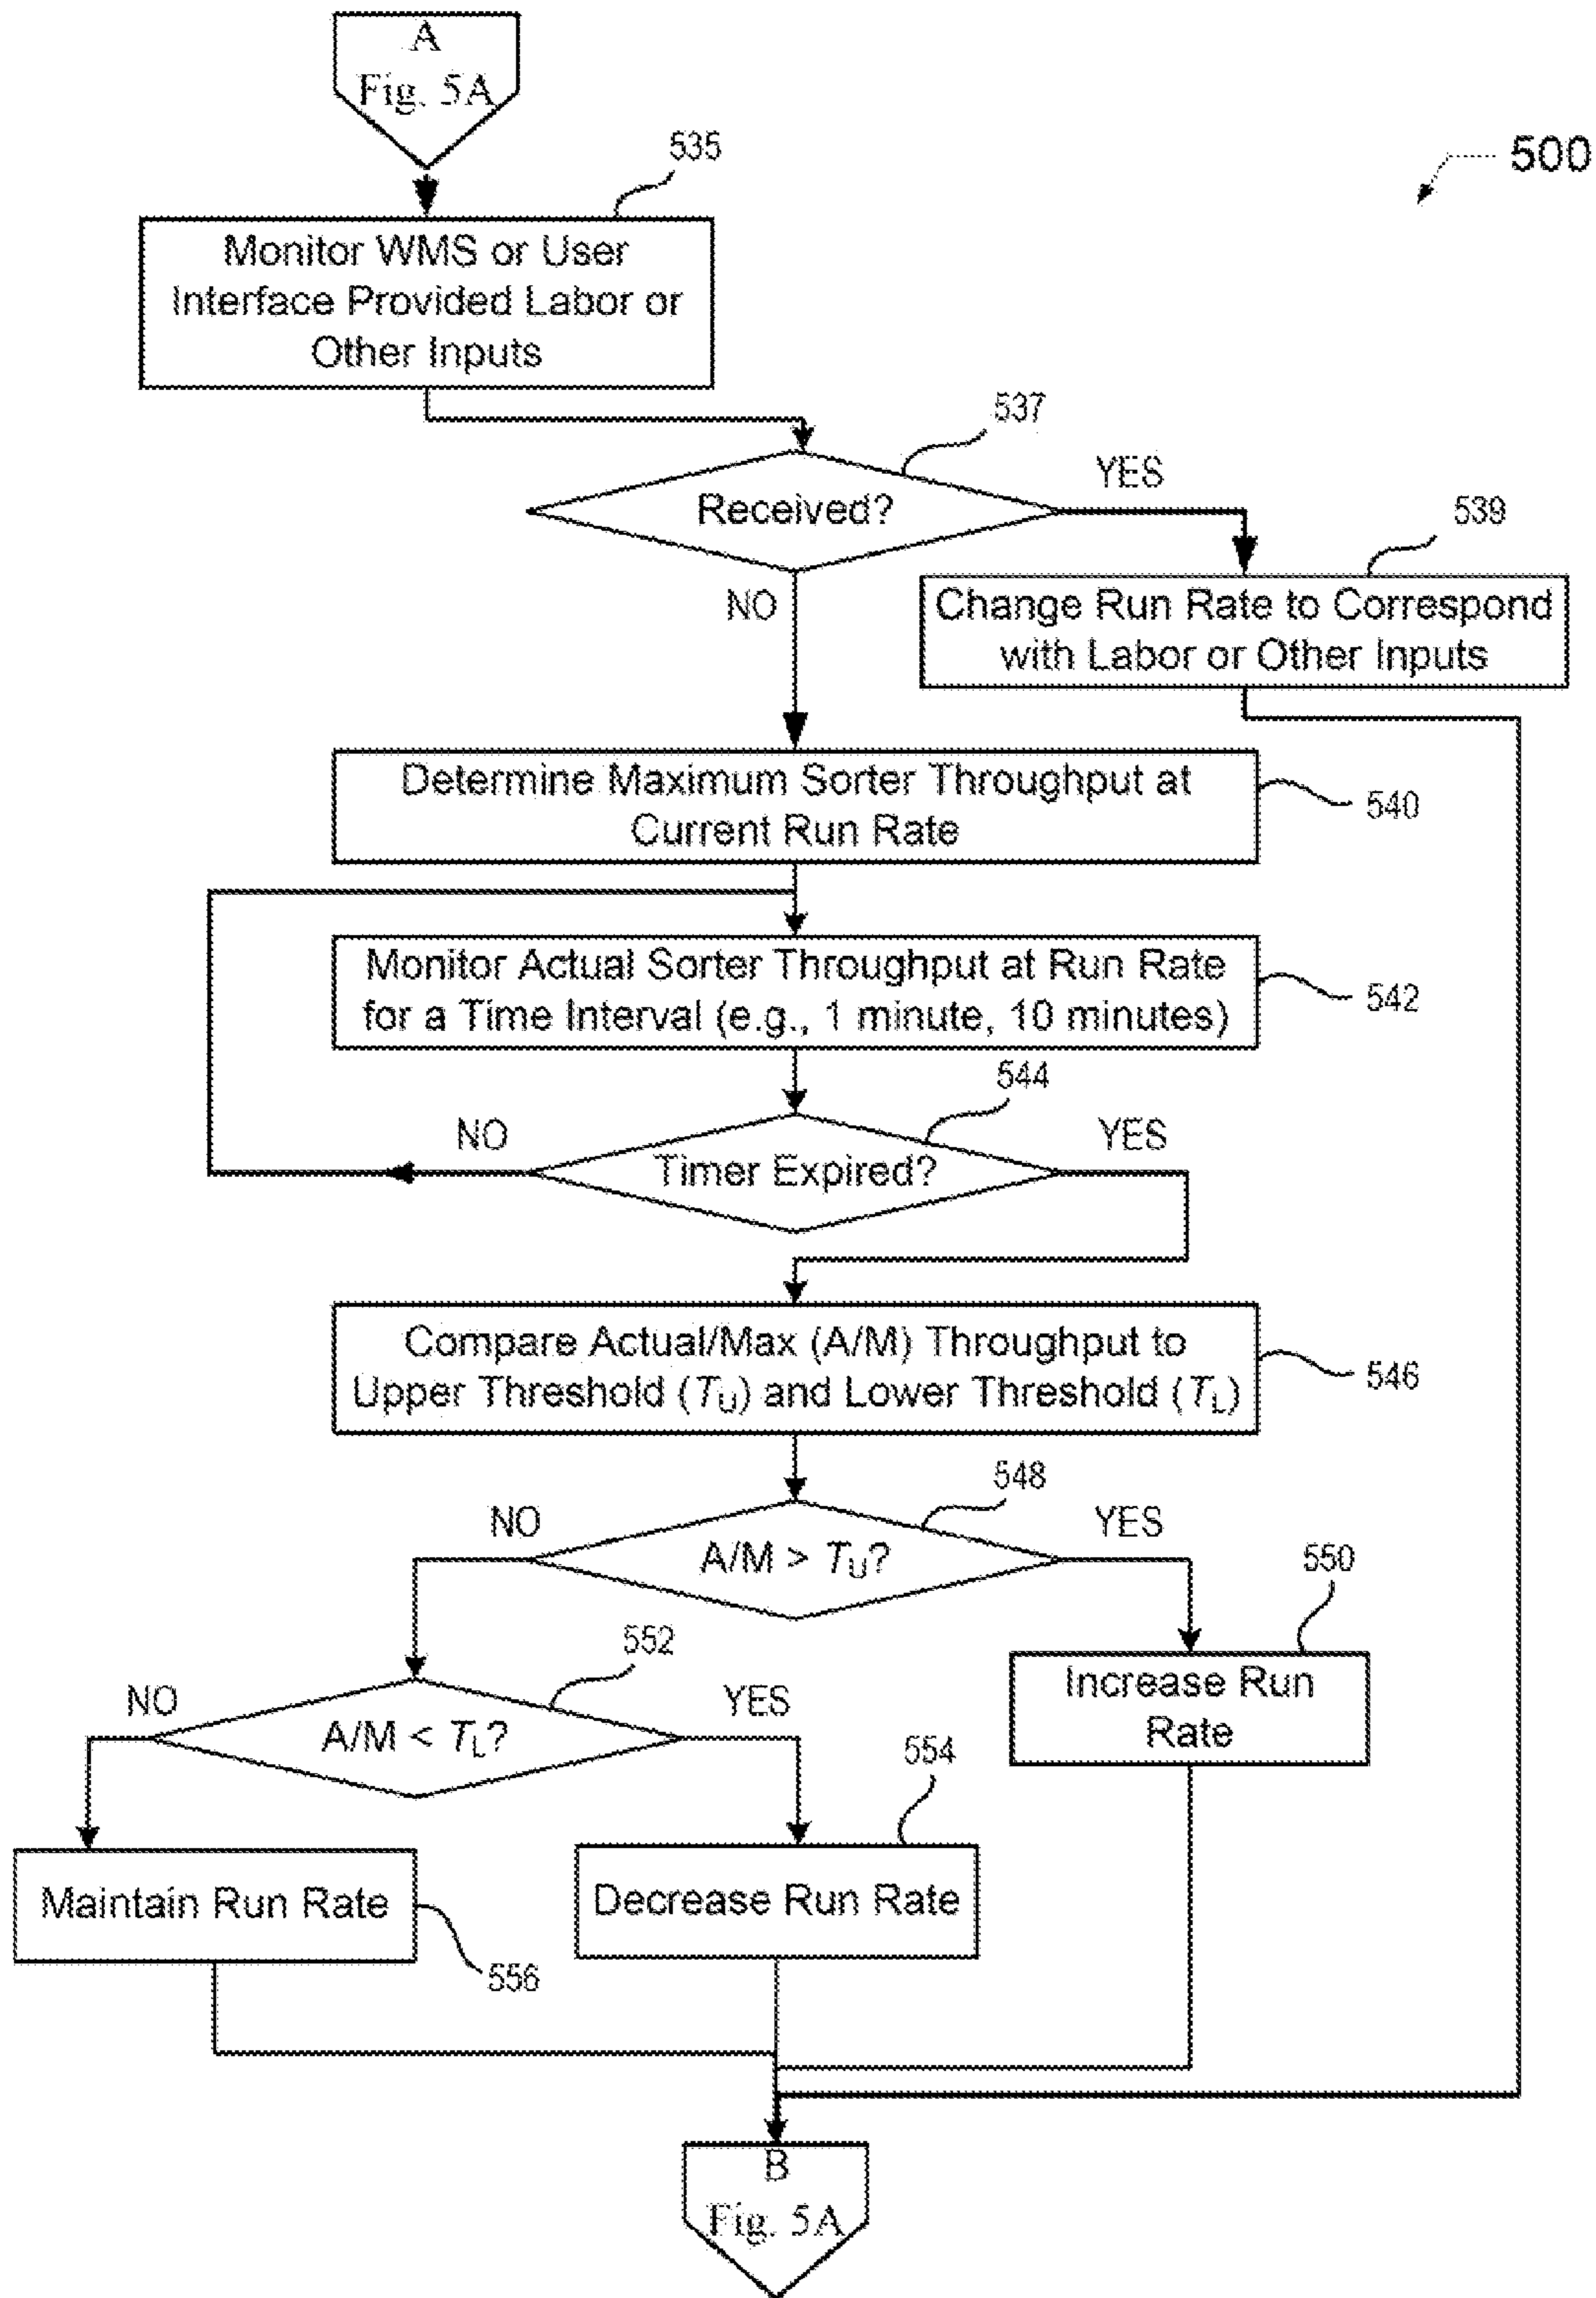 A
Fig. 5A
500
535
Monitor WMS or User
Interface Provided Labor or
Other Inputs
537
Received?
YES
NO
539
Change Run Rate to Correspond
with Labor or Other Inputs
Determine Maximum Sorter Throughput at
Current Run Rate
540
Monitor Actual Sorter Throughput at Run Rate
for a Time Interval (e.g., 1 minute, 10 minutes)
542
544
NO
Timer Expired?
YES
Compare Actual/Max (A/M) Throughput to
Upper Threshold (TU) and Lower Threshold (TL)
546
548
NO
A/M > TU?
YES
550
Increase Run
Rate
552
NO
A/M < TL?
YES
554
Maintain Run Rate
556
Decrease Run Rate
B
Fig. 5A